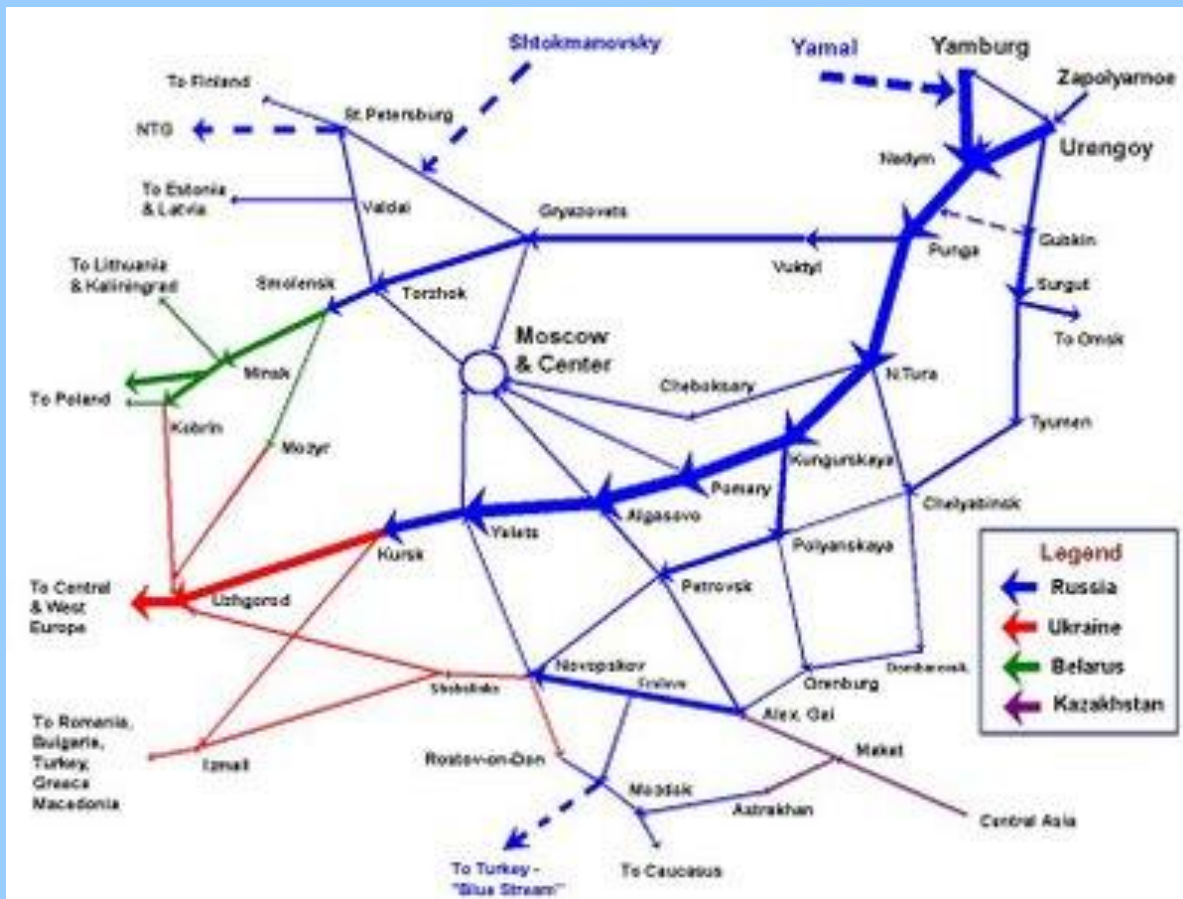 Shtokmanovsky
Yamal
Yamburg
Zapolyarnoe
Urengoy
To Finland
St.Petersburg
NTG
Nadym
To Estonia
& Latvia
Valdai
Gryazovets
Vuktyl
Punga
Gubkin
Surgut
To Omsk
To Lithuania
& Kaliningrad
Smolensk
Torzhok
Moscow
& Center
Minsk
Cheboksary
N.Tura
To Poland
Kobrin
Mozyr
Tyumen
Kungurskaya
Pomary
Chelyabinsk
Kursk
Yelets
Algasovo
Polyanskaya
Petrovsk
To Central
& West
Europe
Uzhgorod
Legend
Russia
Ukraine
Belarus
Kazakhstan
Novopskov
Frolovo
Orenburg
Alex. Gai
To Romania,
Bulgaria,
Turkey,
Greece
Macedonia
Izmail
Rostov-on-Don
Mozdok
Astrakhan
Maket
Central Asia
To Turkey -
"Blue Stream"
To Caucasus